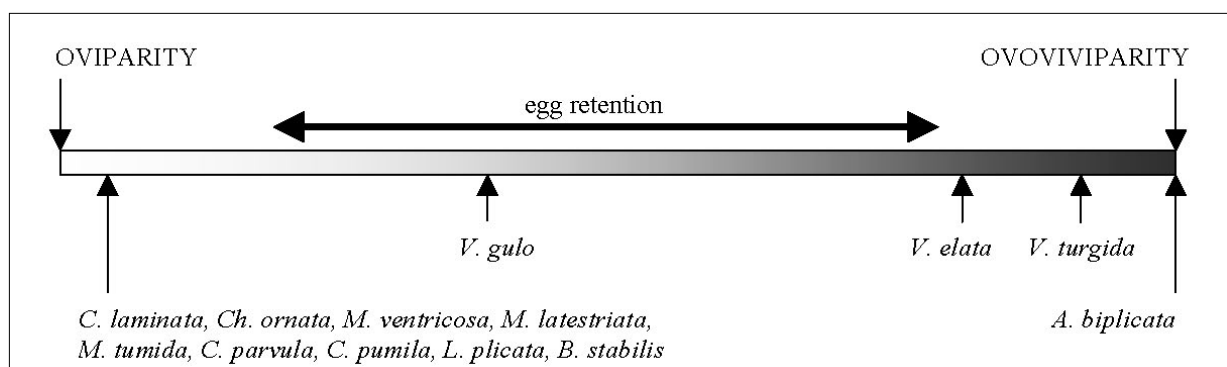 OVIPARITY OVOVIVIPARITY
egg retention
V. gulo V. elata V. turgida
C. laminata, Ch. ornata, M. ventricosa, M. latestriata, A. biplicata
M. tumida, C. parvula, C. pumila, L. plicata, B. stabilis